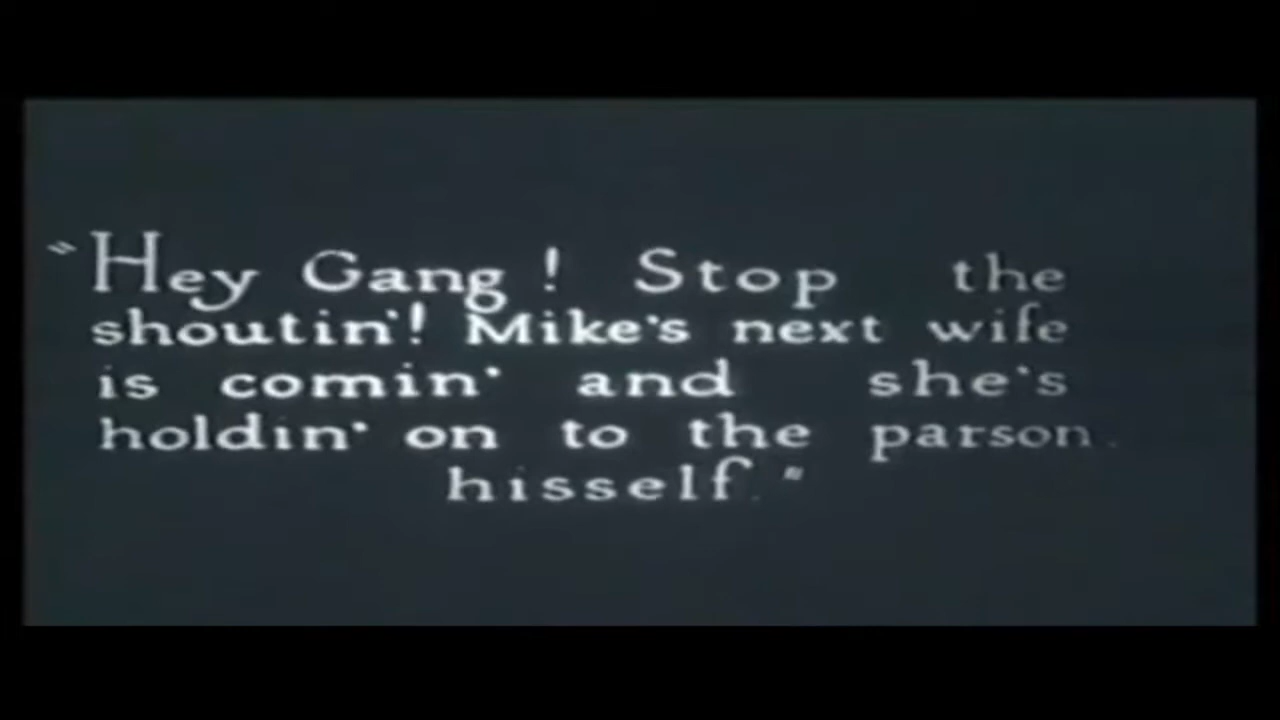 "Hey Gang! Stop the
shoutin'! Mike's next wife
is comin' and she's
holdin' on to the parson
hisself."